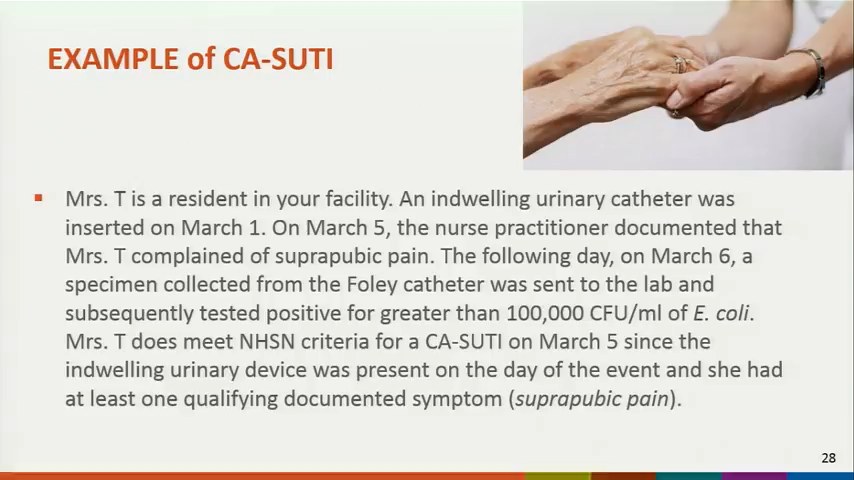 EXAMPLE of CA-SUTI
▪ Mrs. T is a resident in your facility. An indwelling urinary catheter was
inserted on March 1. On March 5, the nurse practitioner documented that
Mrs. T complained of suprapubic pain. The following day, on March 6, a
specimen collected from the Foley catheter was sent to the lab and
subsequently tested positive for greater than 100,000 CFU/ml of E. coli.
Mrs. T does meet NHSN criteria for a CA-SUTI on March 5 since the
indwelling urinary device was present on the day of the event and she had
at least one qualifying documented symptom (suprapubic pain).
28